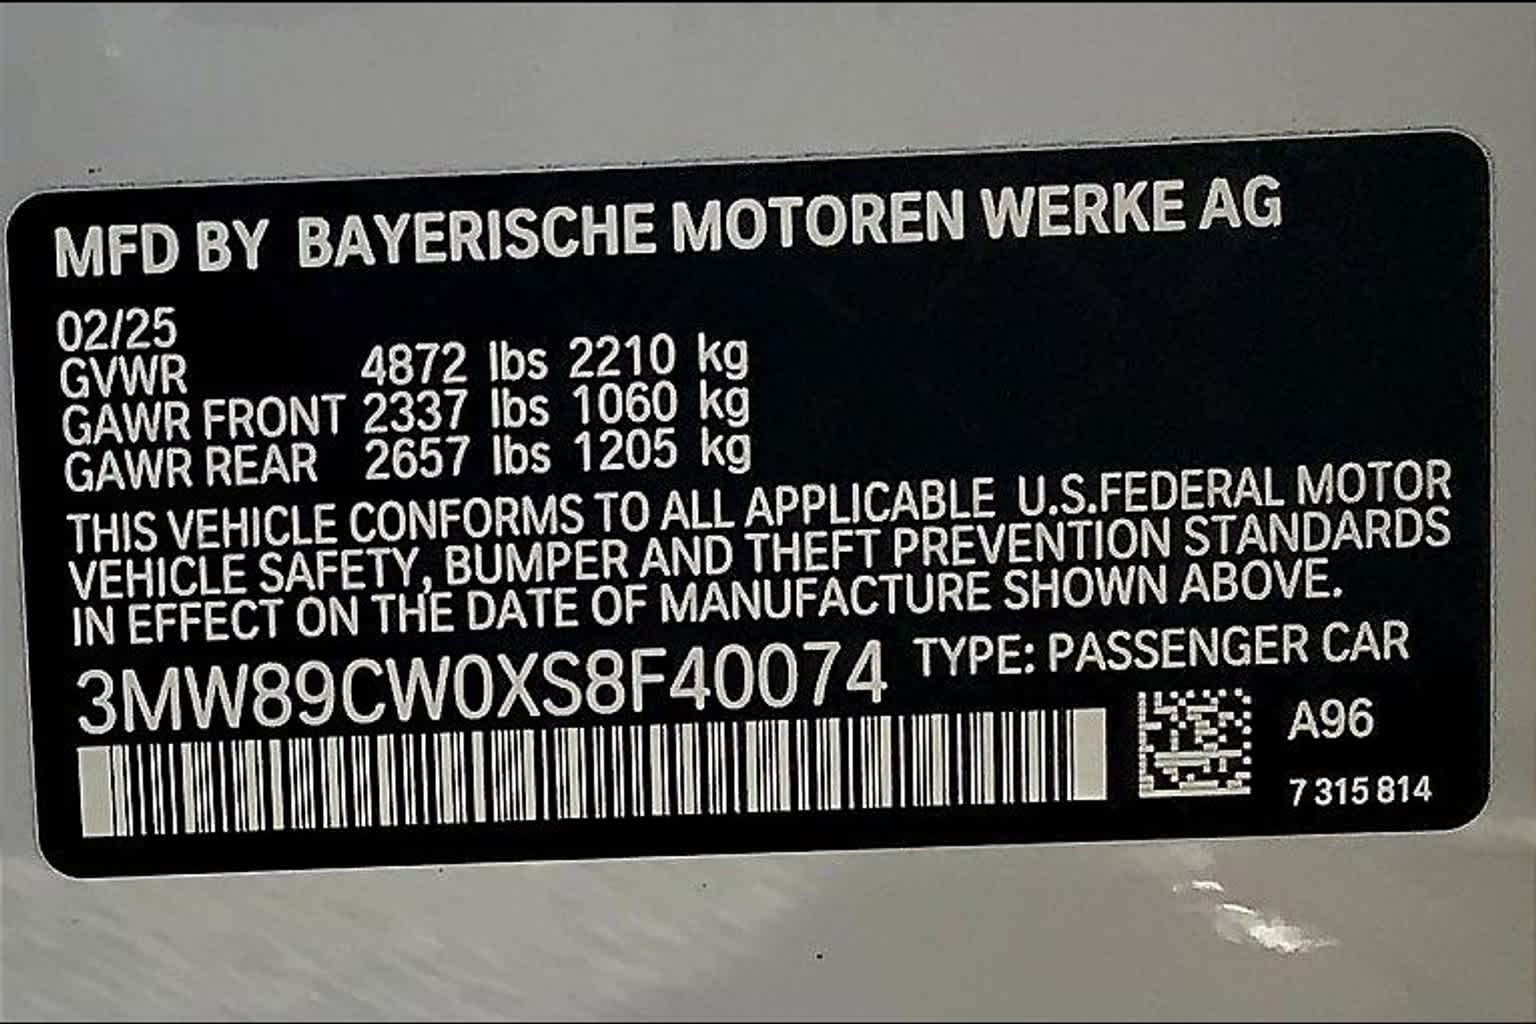 MFD BY BAYERISCHE MOTOREN WERKE AG
02/25
GVWR 4872 lbs 2210 kg
GAWR FRONT 2337 lbs 1060 kg
GAWR REAR 2657 lbs 1205 kg
THIS VEHICLE CONFORMS TO ALL APPLICABLE U.S.FEDERAL MOTOR
VEHICLE SAFETY, BUMPER AND THEFT PREVENTION STANDARDS
IN EFFECT ON THE DATE OF MANUFACTURE SHOWN ABOVE.
3MW89CW0XS8F40074 TYPE: PASSENGER CAR
A96
7 315 814